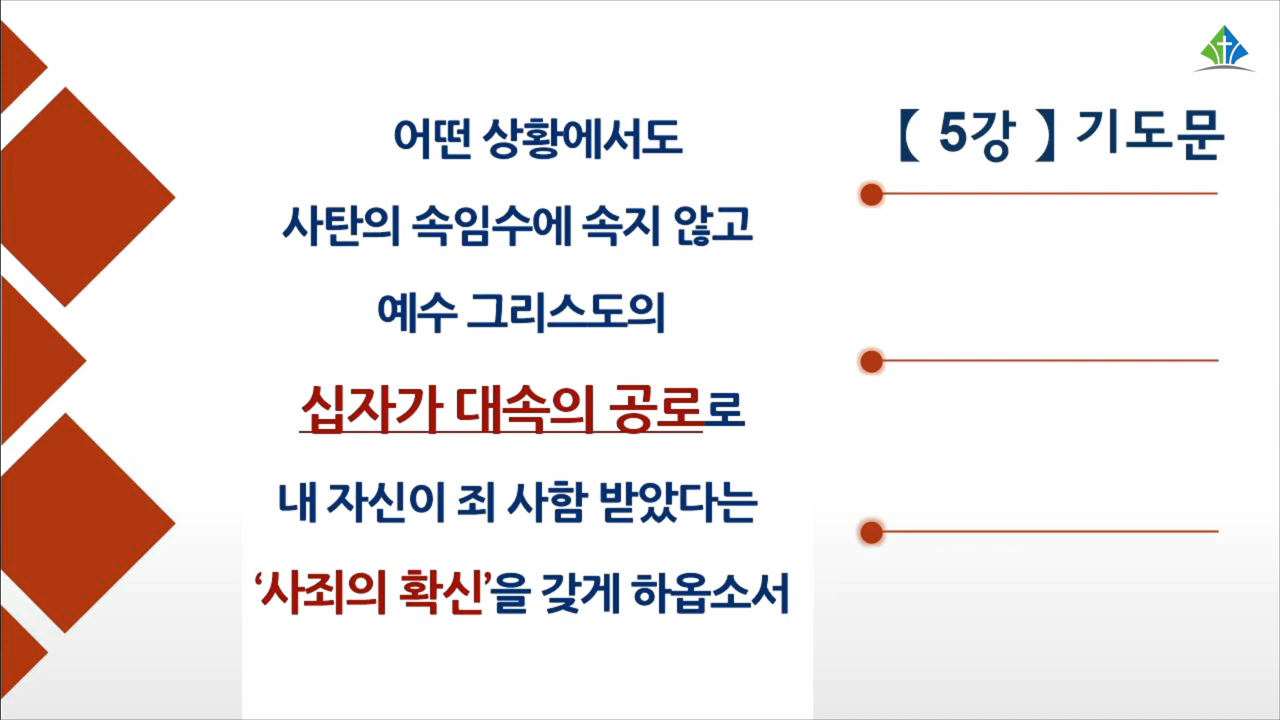 【 5강 】 기도문
어떤 상황에서도
사탄의 속임수에 속지 않고
예수 그리스도의
십자가 대속의 공로로
내 자신이 죄 사함 받았다는
‘사죄의 확신’을 갖게 하옵소서